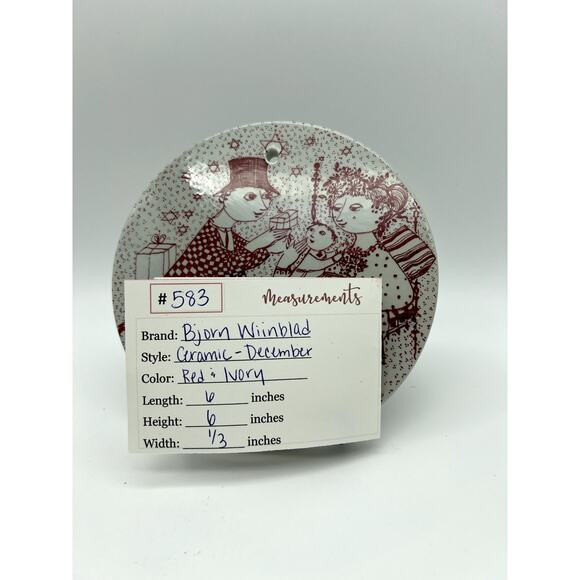 # 583 Measurements
Brand: Bjorn Wiinblad
Style: Ceramic - December
Color: Red & Ivory
Length: 6 inches
Height: 6 inches
Width: 1/3 inches